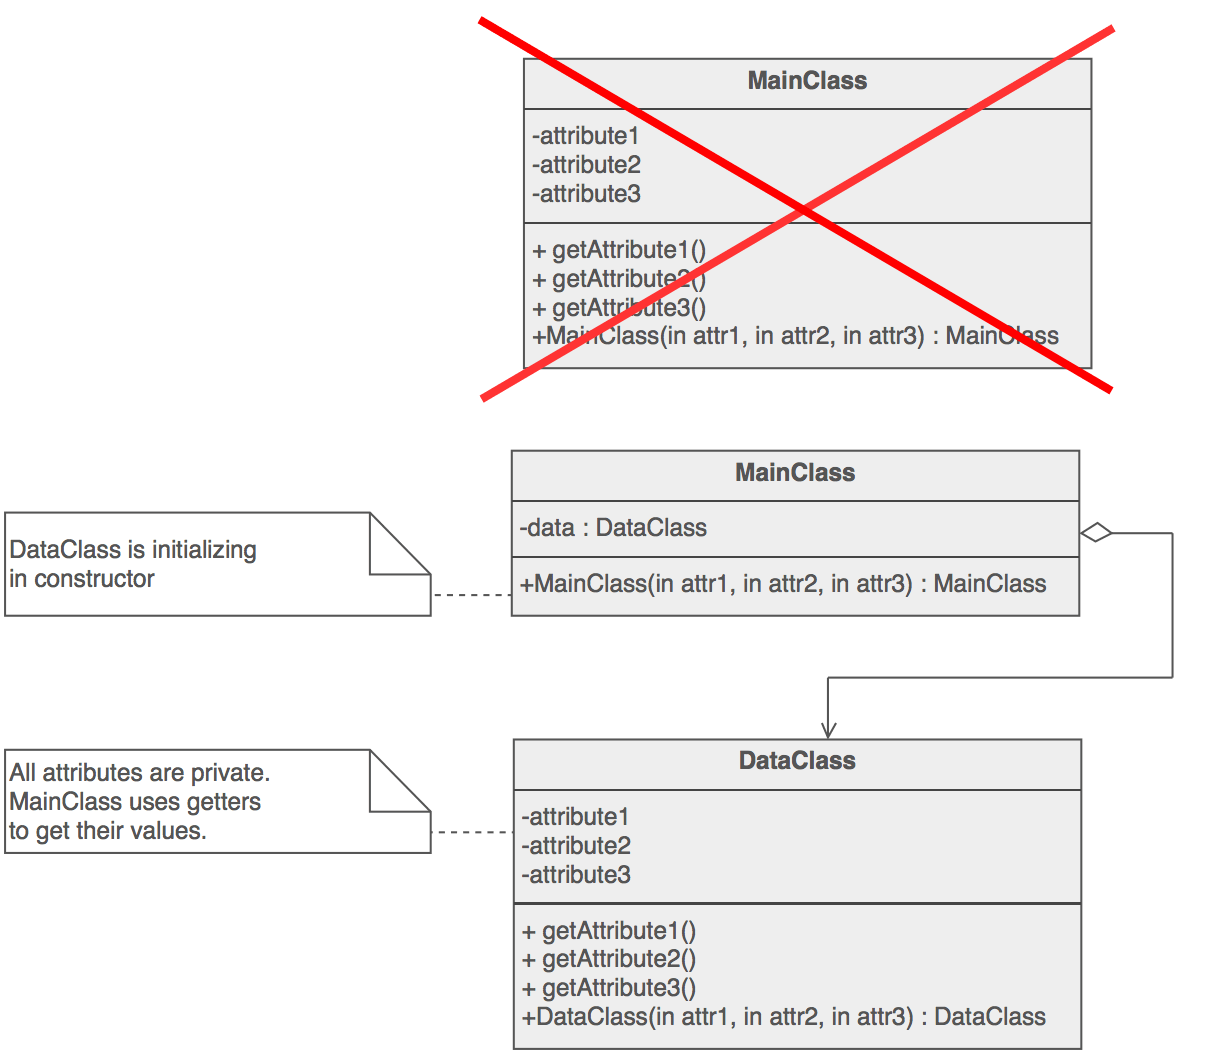 MainClass
-attribute1
-attribute2
-attribute3
+ getAttribute1()
+ getAttribute2()
+ getAttribute3()
+MainClass(in attr1, in attr2, in attr3) : MainClass
MainClass
-data : DataClass
+MainClass(in attr1, in attr2, in attr3) : MainClass
DataClass is initializing
in constructor
DataClass
-attribute1
-attribute2
-attribute3
+ getAttribute1()
+ getAttribute2()
+ getAttribute3()
+DataClass(in attr1, in attr2, in attr3) : DataClass
All attributes are private.
MainClass uses getters
to get their values.